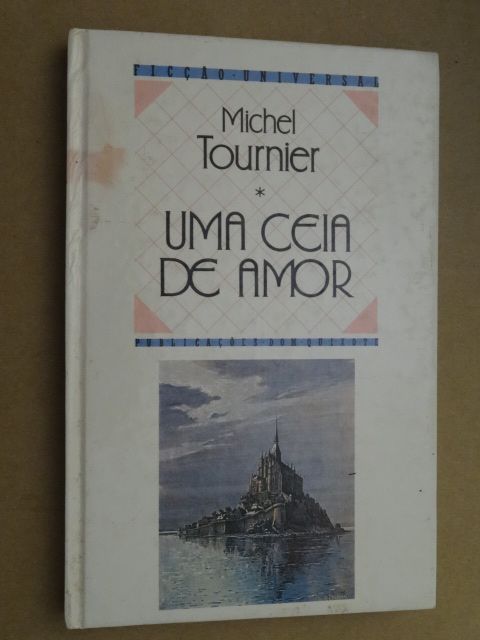 FICÇÃO·UNIVERSAL
Michel
Tournier
*
UMA CEIA
DE AMOR
PUBLICAÇÕES DOM·QUIXOTE